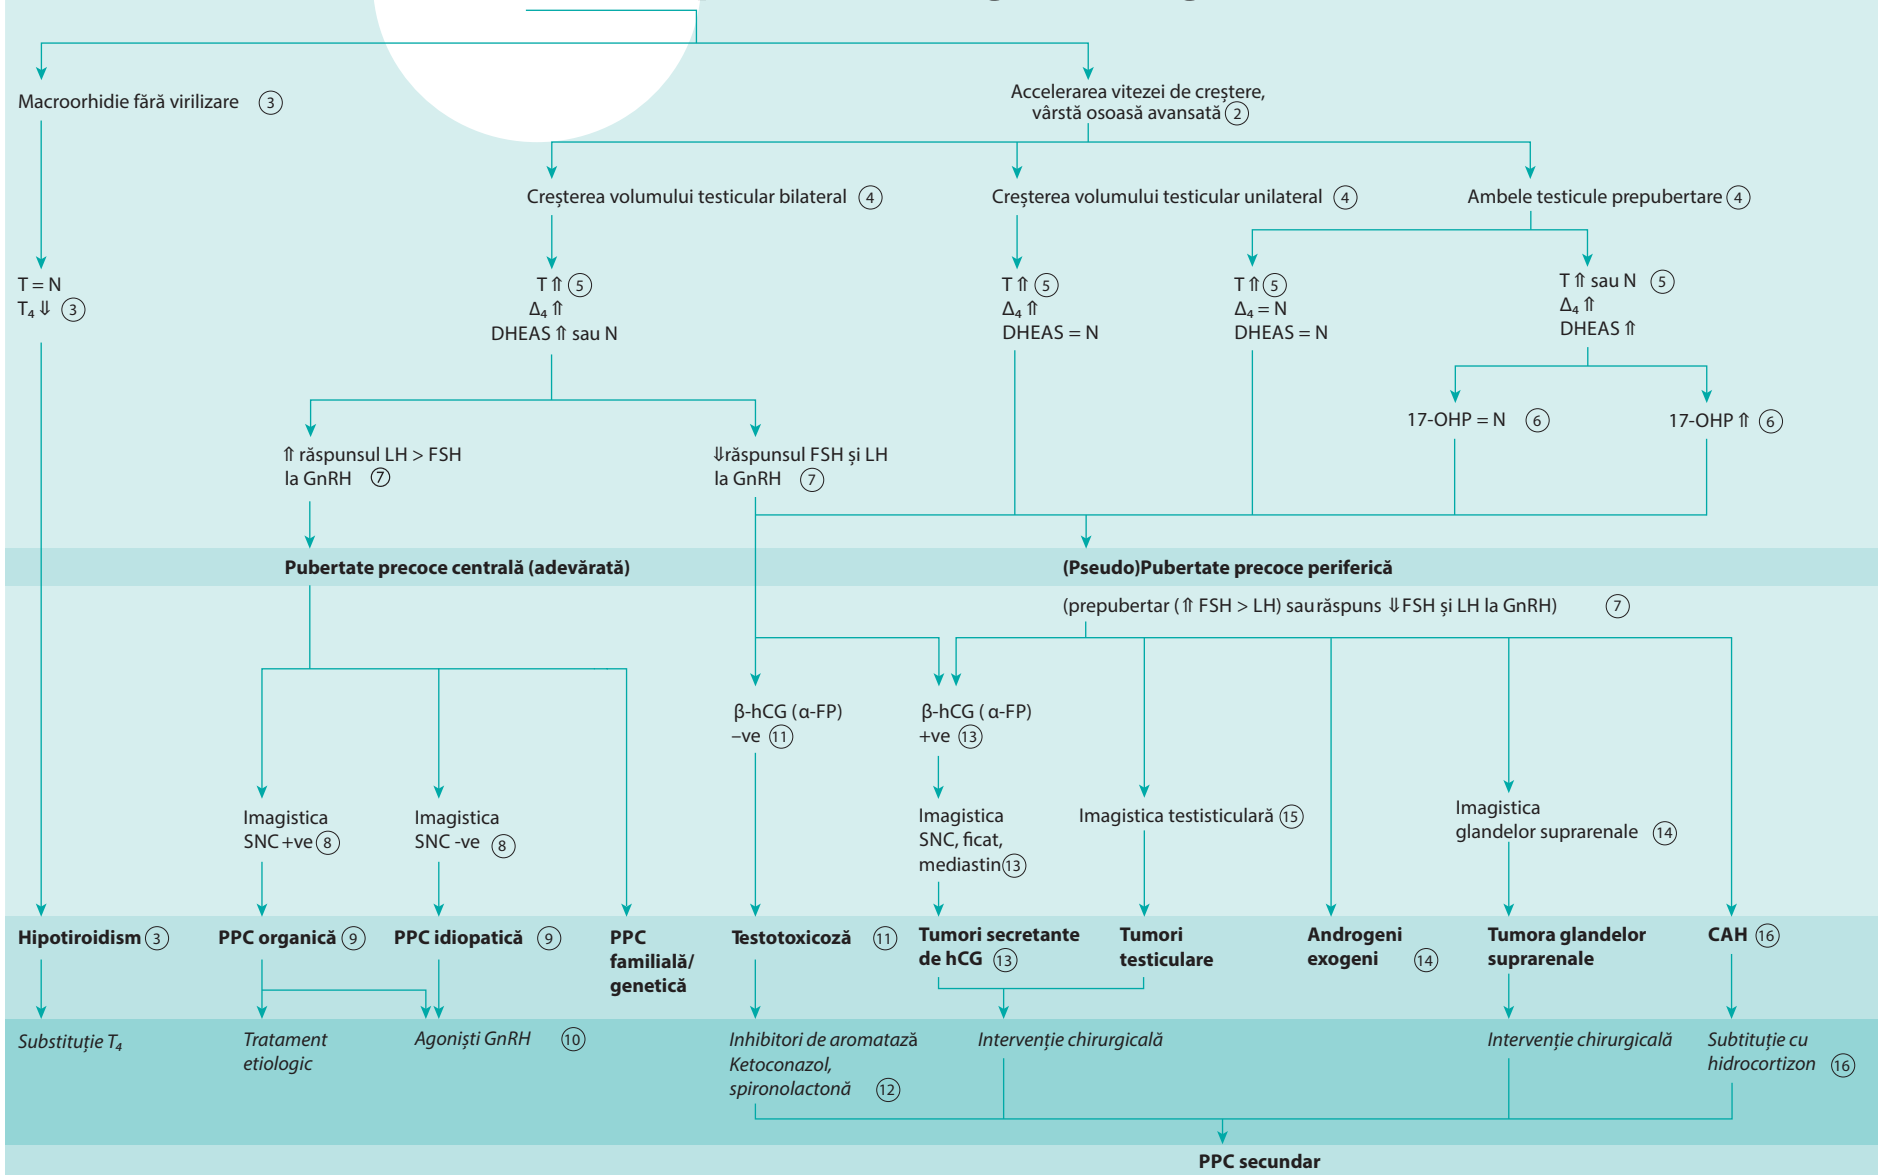 Macroorhidie fără virilizare 3
Accelerarea vitezei de creștere,
vârstă osoasă avansată 2
Creșterea volumului testicular bilateral 4
Creșterea volumului testicular unilateral 4
Ambele testicule prepubertare 4
T = N
T₄ ⇓ 3
T ⇑ 5
Δ₄ ⇑
DHEAS ⇑ sau N
T ⇑ 5
Δ₄ ⇑
DHEAS = N
T ⇑ 5
Δ₄ = N
DHEAS = N
T ⇑ sau N 5
Δ₄ ⇑
DHEAS ⇑
17-OHP = N 6
17-OHP ⇑ 6
⇑ răspunsul LH > FSH
la GnRH 7
⇓răspunsul FSH și LH
la GnRH 7
Pubertate precoce centrală (adevărată)
(Pseudo)Pubertate precoce periferică
(prepubertar (⇑ FSH > LH) sau răspuns ⇓ FSH și LH la GnRH) 7
β-hCG (α-FP)
–ve 11
β-hCG ( α-FP)
+ve 13
Imagistica
SNC +ve 8
Imagistica
SNC -ve 8
Imagistica
SNC, ficat,
mediastin 13
Imagistica testisticulară 15
Imagistica
glandelor suprarenale 14
Hipotiroidism 3
PPC organică 9
PPC idiopatică 9
PPC
familială/
genetică
Testotoxicoză 11
Tumori secretante
de hCG 13
Tumori
testiculare
Androgeni
exogeni 14
Tumora glandelor
suprarenale
CAH 16
Substituție T₄
Tratament
etiologic
Agoniști GnRH 10
Inhibitori de aromatază
Ketoconazol,
spironolactonă 12
Intervenție chirurgicală
Intervenție chirurgicală
Subtituție cu
hidrocortizon 16
PPC secundar